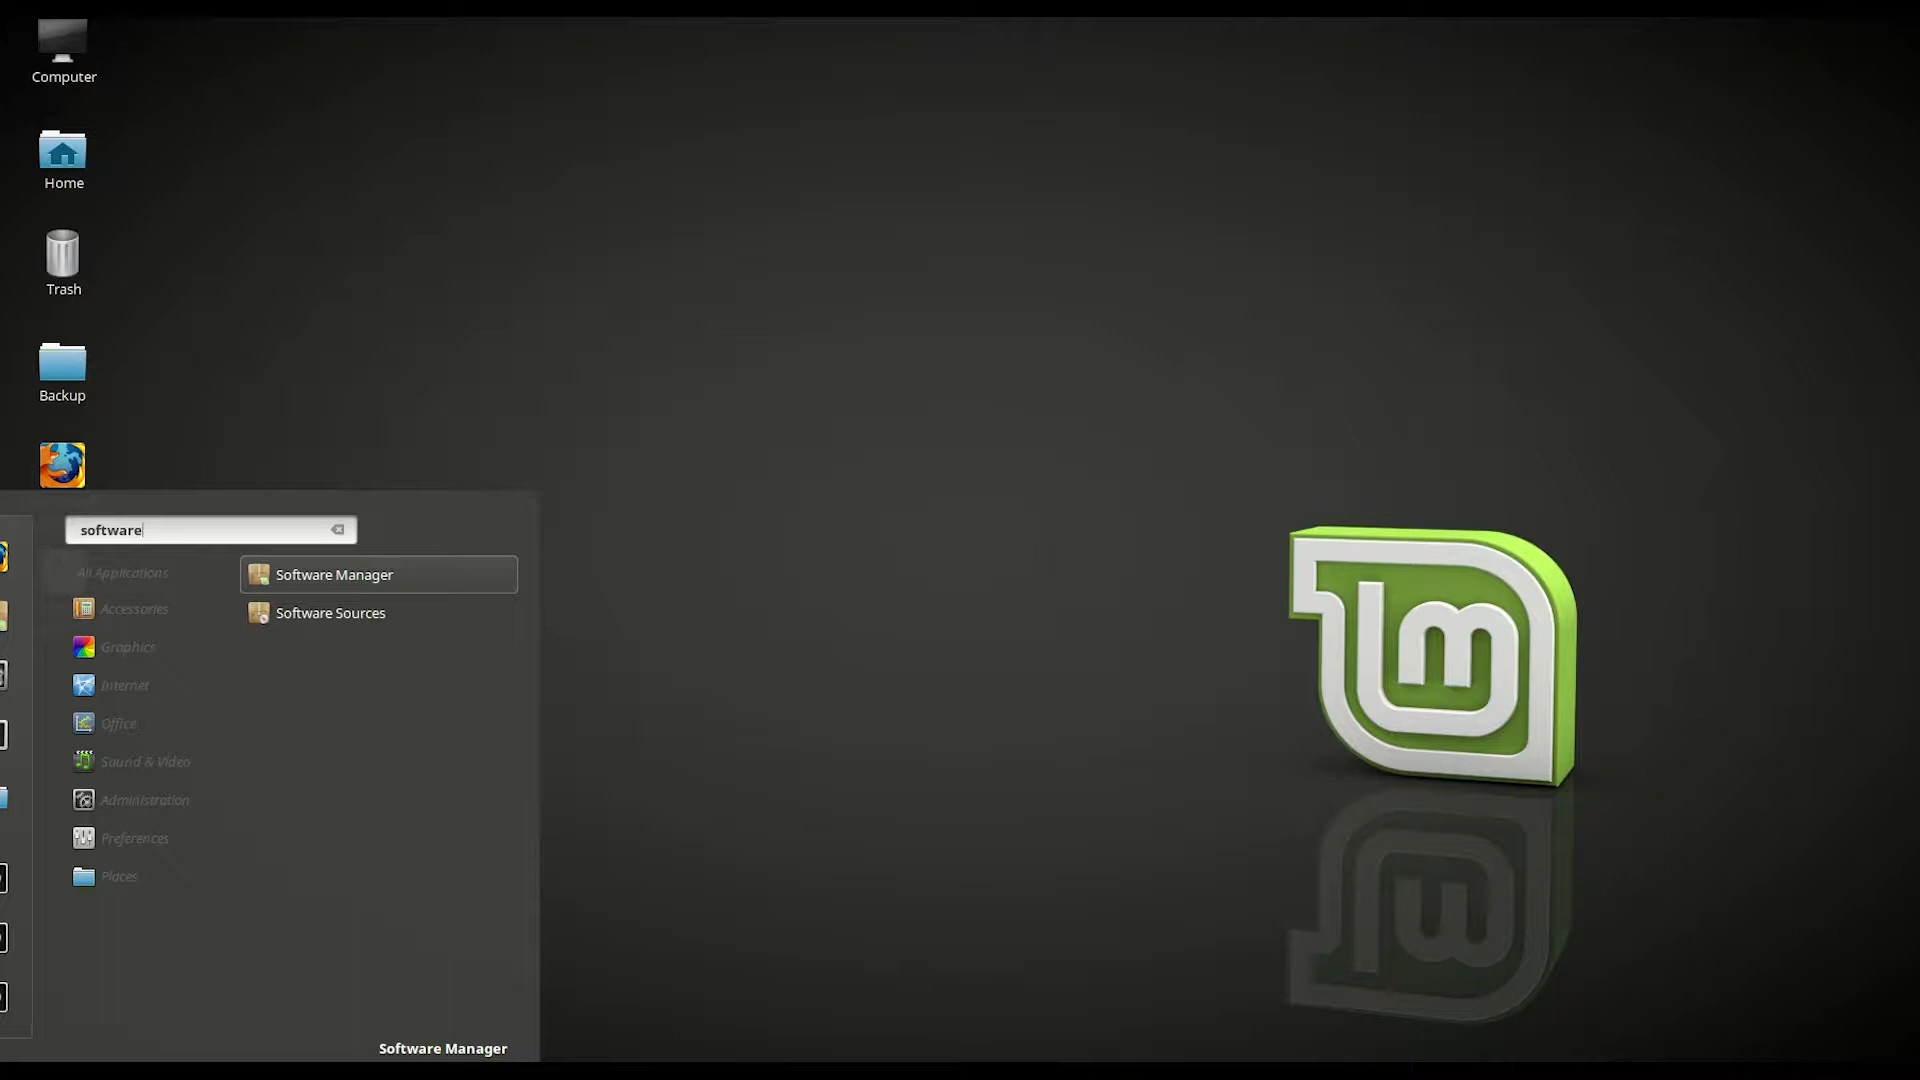 Computer
Home
Trash
Backup
software
All Applications
Accessories
Graphics
Internet
Office
Sound & Video
Administration
Preferences
Places
Software Manager
Software Sources
Software Manager
lm